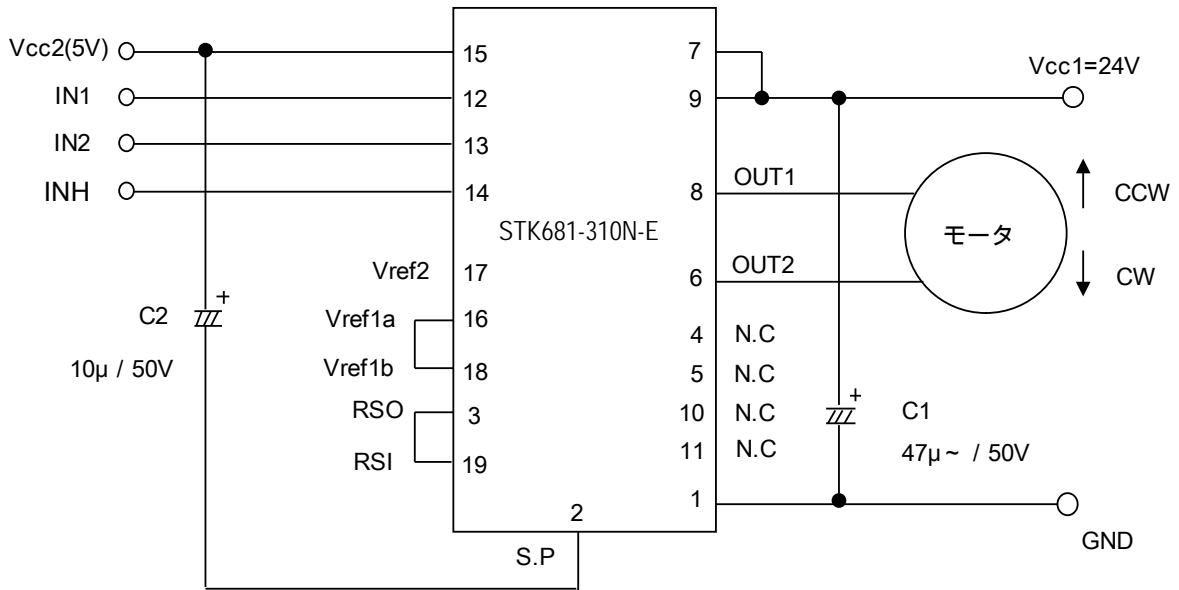 Vcc2(5V)
IN1
IN2
INH
15
12
13
14
7
9
Vcc1=24V
OUT1
8
CCW
モータ
STK681-310N-E
OUT2
6
CW
Vref2
17
C2
+
10μ / 50V
Vref1a
16
Vref1b
18
RSO
3
RSI
19
4
N.C
5
N.C
10
N.C
11
N.C
+
C1
47μ~ / 50V
1
2
S.P
GND